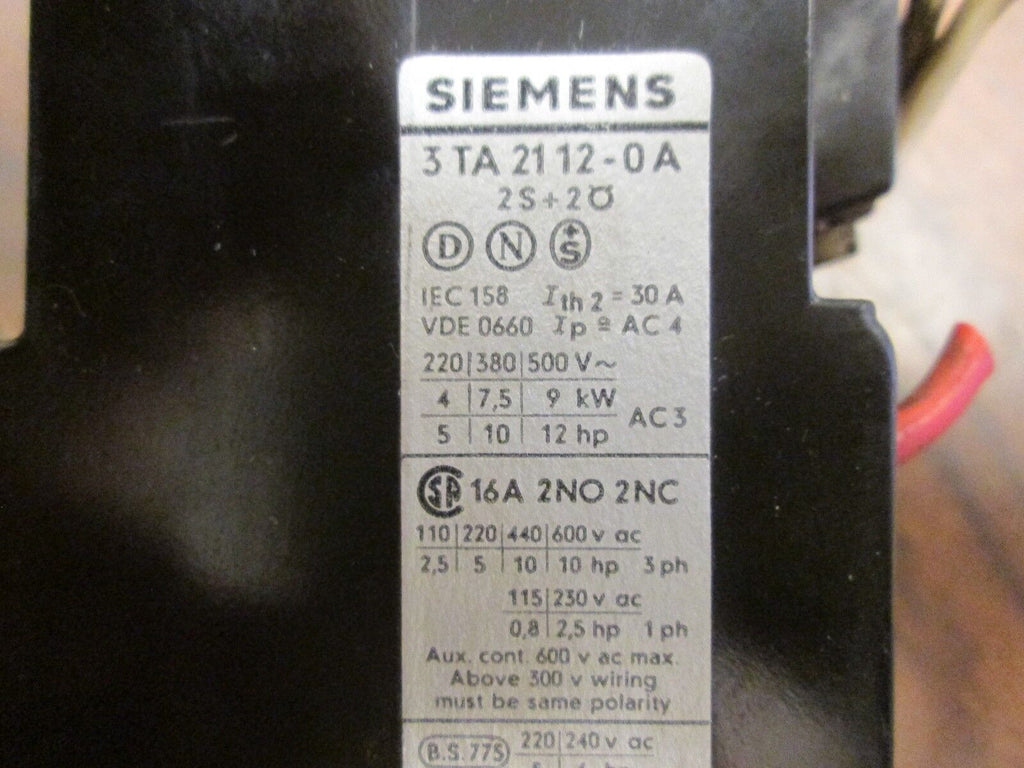 SIEMENS
3 TA 21 12 - 0 A
2 S + 2 Ö
D N S
IEC 158 Ith 2 = 30 A
VDE 0660 Ip ≙ AC 4
220 | 380 | 500 V ~
4 | 7,5 | 9 kW
AC 3
5 | 10 | 12 hp
SA 16A 2NO 2NC
110 | 220 | 440 | 600 v ac
2,5 | 5 | 10 | 10 hp 3 ph
115 | 230 v ac
0,8 | 2,5 hp 1 ph
Aux. cont. 600 v ac max.
Above 300 v wiring
must be same polarity
B.S. 775 220 | 240 v ac